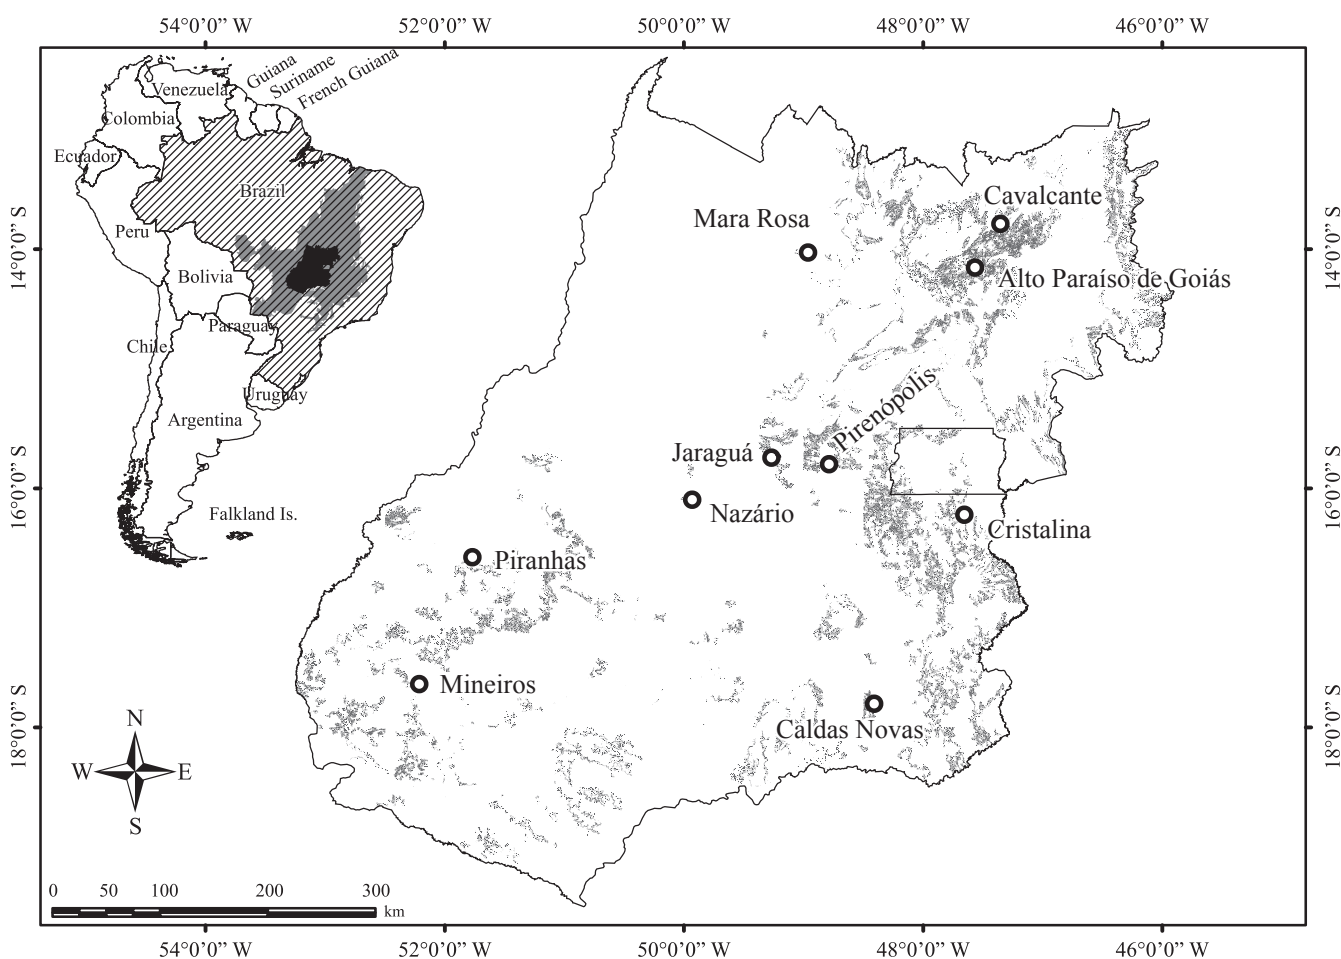 54°0'0” W
52°0'0” W
50°0'0” W
48°0'0” W
46°0'0” W
Guiana
Suriname
French Guiana
Venezuela
Colombia
Ecuador
Brazil
Peru
Bolivia
Paraguay
Chile
Uruguay
Argentina
Falkland Is.
14°0'0” S
16°0'0” S
18°0'0” S
Cavalcante
Mara Rosa
Alto Paraíso de Goiás
Pirenópolis
Jaraguá
Nazário
Cristalina
Piranhas
Mineiros
Caldas Novas
14°0'0” S
16°0'0” S
18°0'0” S
N
W E
S
0 50 100 200 300
km
54°0'0” W
52°0'0” W
50°0'0” W
48°0'0” W
46°0'0” W